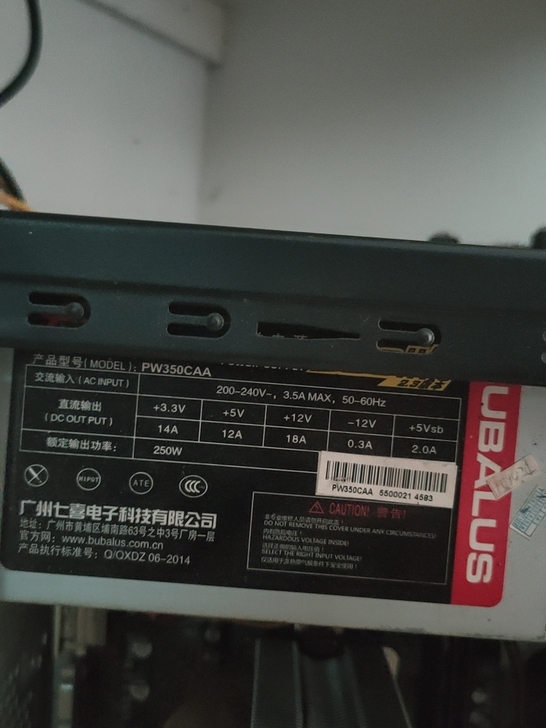 产品型号(MODEL): PW350CAA
交流输入 (AC INPUT) 200-240V~, 3.5A MAX, 50-60Hz
直流输出 (DC OUT PUT) +3.3V +5V +12V -12V +5Vsb
14A 12A 18A 0.3A 2.0A
额定输出功率: 250W
HIPOT ATE CCC
PW350CAA 55000214583
广州七喜电子科技有限公司
地址: 广州市黄埔区埔南路63号之中3号厂房一层
官方网: www.bubalus.com.cn
产品执行标准号: Q/QXDZ 06-2014
CAUTION! 警告!
DO NOT REMOVE THIS COVER UNDER ANY CIRCUMSTANCES!
HAZARDOUS VOLTAGE INSIDE!
SELECT THE RIGHT INPUT VOLTAGE!
UBALUS